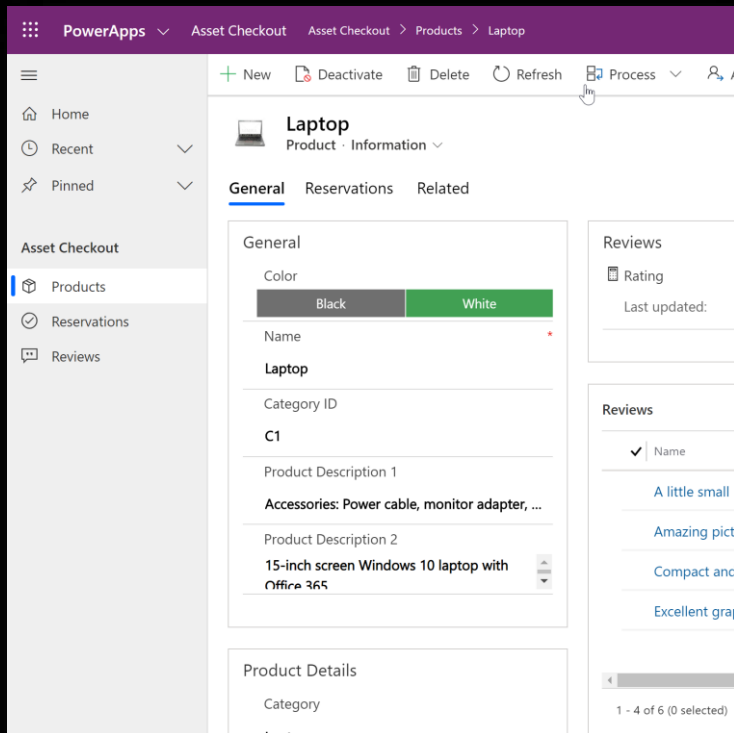 PowerApps Asset Checkout Asset Checkout > Products > Laptop
New Deactivate Delete Refresh Process
Home
Recent
Pinned
Asset Checkout
Products
Reservations
Reviews
Laptop
Product · Information
General Reservations Related
General
Color
Black White
Name *
Laptop
Category ID
C1
Product Description 1
Accessories: Power cable, monitor adapter, ...
Product Description 2
15-inch screen Windows 10 laptop with
Office 365
Product Details
Category
Reviews
Rating
Last updated:
Reviews
Name
A little small
Amazing pict
Compact and
Excellent grap
1 - 4 of 6 (0 selected)